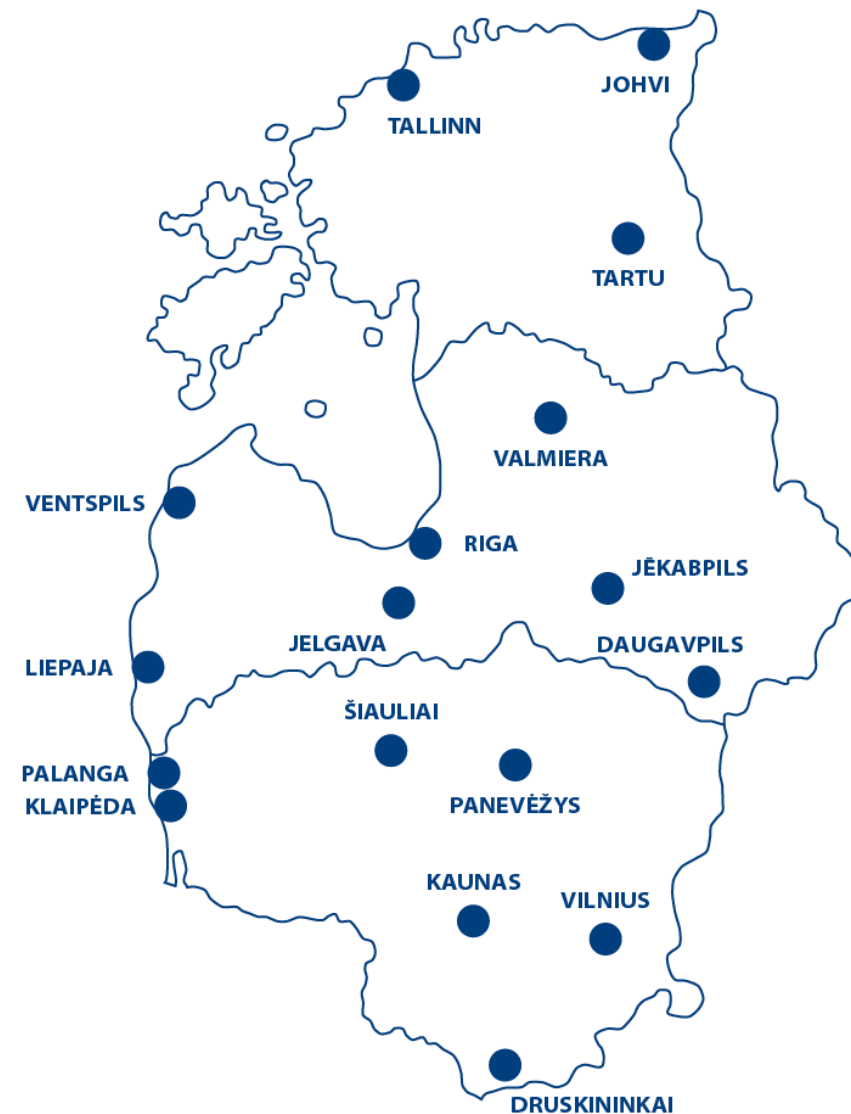 JOHVI
TALLINN
TARTU
VALMIERA
VENTSPILS
RIGA
JĒKABPILS
JELGAVA
DAUGAVPILS
LIEPAJA
ŠIAULIAI
PALANGA
PANEVĖŽYS
KLAIPĖDA
KAUNAS
VILNIUS
DRUSKININKAI